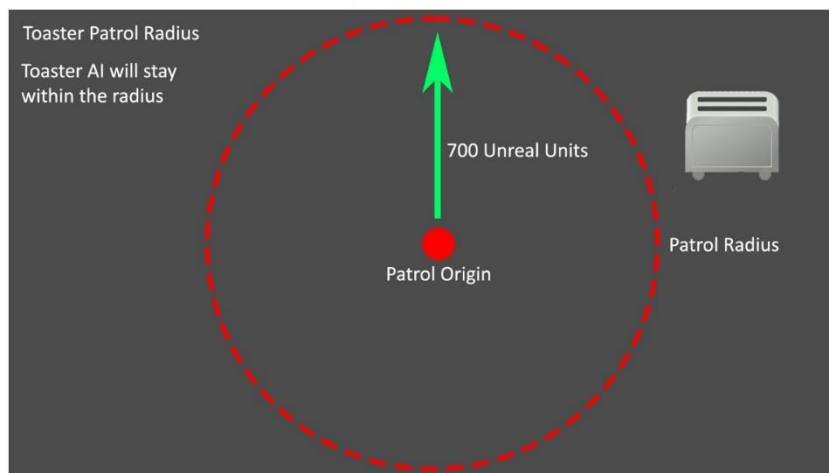 Toaster Patrol Radius
Toaster AI will stay
within the radius
700 Unreal Units
Patrol Radius
Patrol Origin